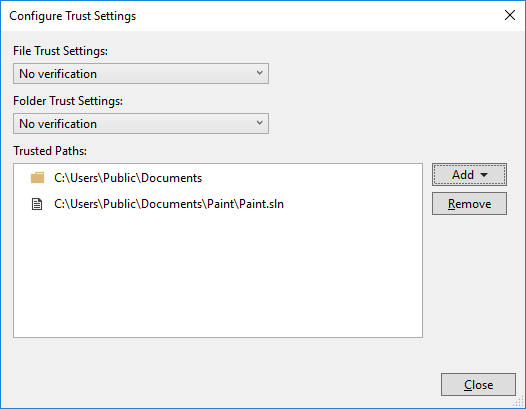 Configure Trust Settings
File Trust Settings:
No verification
Folder Trust Settings:
No verification
Trusted Paths:
C:\Users\Public\Documents
Add
C:\Users\Public\Documents\Paint\Paint.sln
Remove
Close